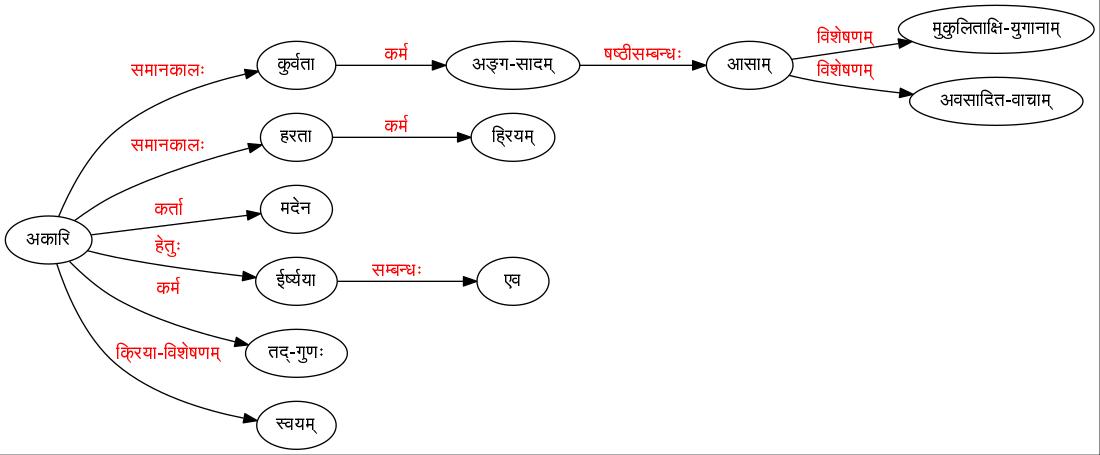 मुकुलिताक्षि-युगानाम्
विशेषणम्
कुर्वता
कर्म
अङ्ग-सादम्
षष्ठीसम्बन्धः
आसाम्
समानकालः
विशेषणम्
अवसादित-वाचाम्
हरता
कर्म
ह्रियम्
समानकालः
मदेन
कर्ता
अकारि
हेतुः
ईर्ष्यया
सम्बन्धः
एव
कर्म
तद्-गुणः
क्रिया-विशेषणम्
स्वयम्